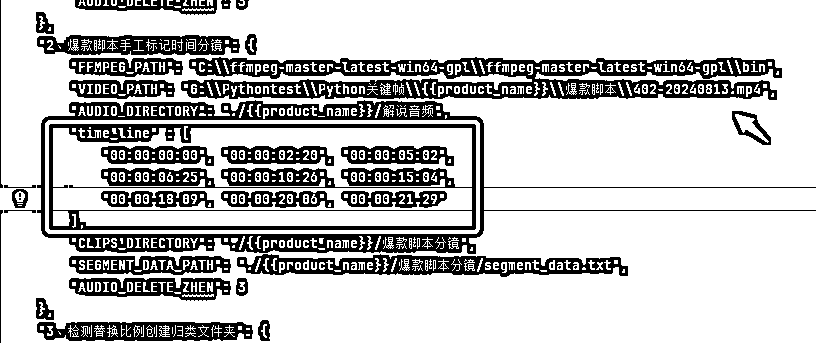 "AUDIO_DELETE_ZHEN": 3
},
"2、爆款脚本手工标记时间分镜": {
"FFMPEG_PATH": "C:\\ffmpeg-master-latest-win64-gpl\\ffmpeg-master-latest-win64-gpl\\bin",
"VIDEO_PATH": "G:\\Pythontest\\Python关键帧\\{{product_name}}\\爆款脚本\\402-20240813.mp4",
"AUDIO_DIRECTORY": "./{{product_name}}/解说音频",
"time_line" : [
"00:00:00:00", "00:00:02:20", "00:00:05:02",
"00:00:06:25", "00:00:10:26", "00:00:15:04",
"00:00:18:09", "00:00:20:06", "00:00:21:29"
],
"CLIPS_DIRECTORY": "./{{product_name}}/爆款脚本分镜",
"SEGMENT_DATA_PATH": "./{{product_name}}/爆款脚本分镜/segment_data.txt",
"AUDIO_DELETE_ZHEN": 3
},
"3、检测替换比例创建归类文件夹": {